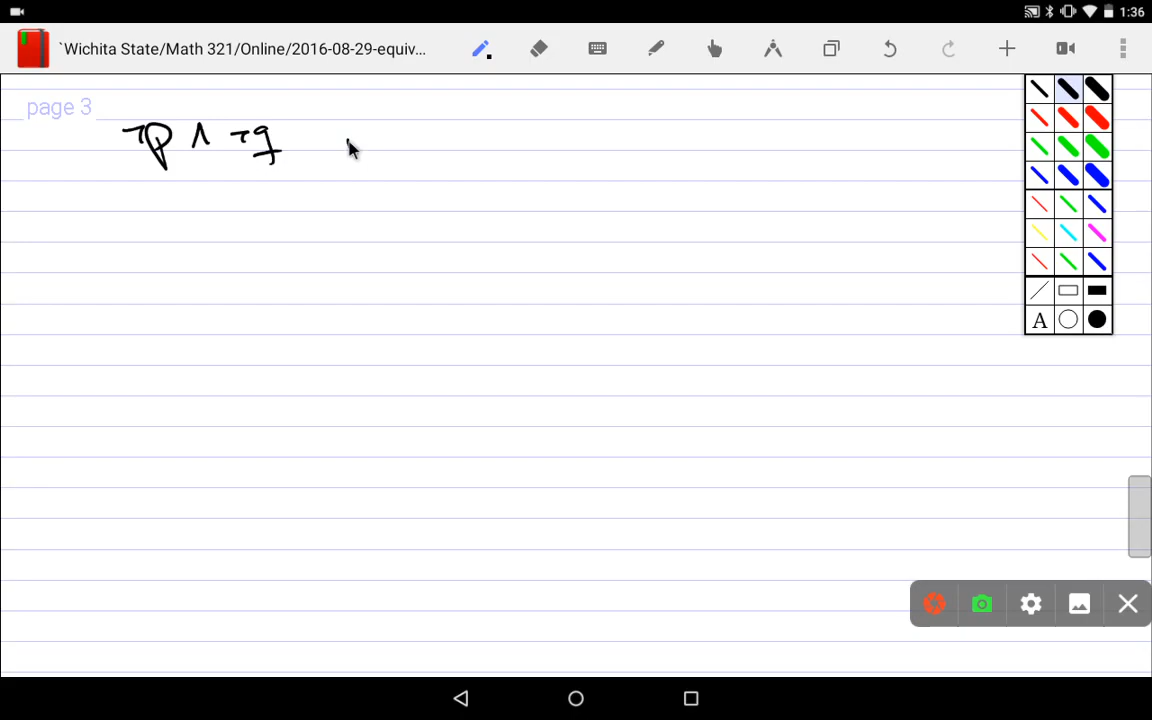 1:36
`Wichita State/Math 321/Online/2016-08-29-equiv...
page 3
¬p ∧ ¬q
A